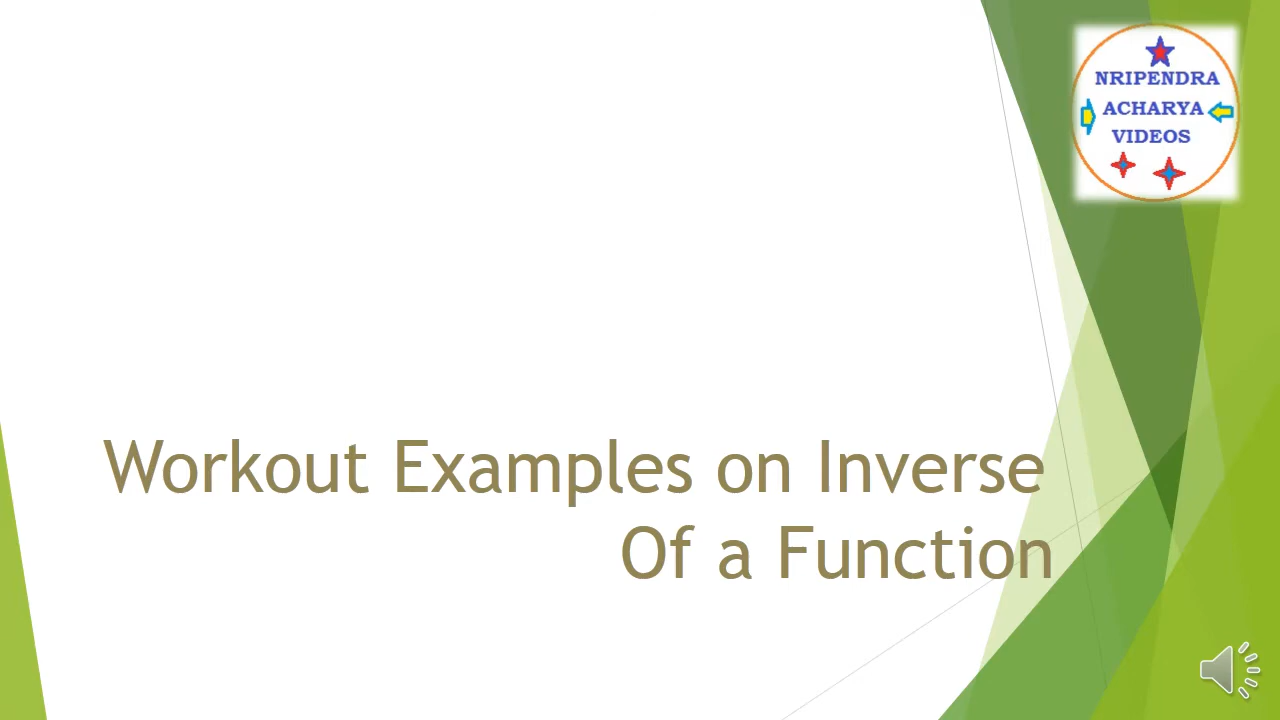 NRIPENDRA
ACHARYA
VIDEOS
Workout Examples on Inverse
Of a Function